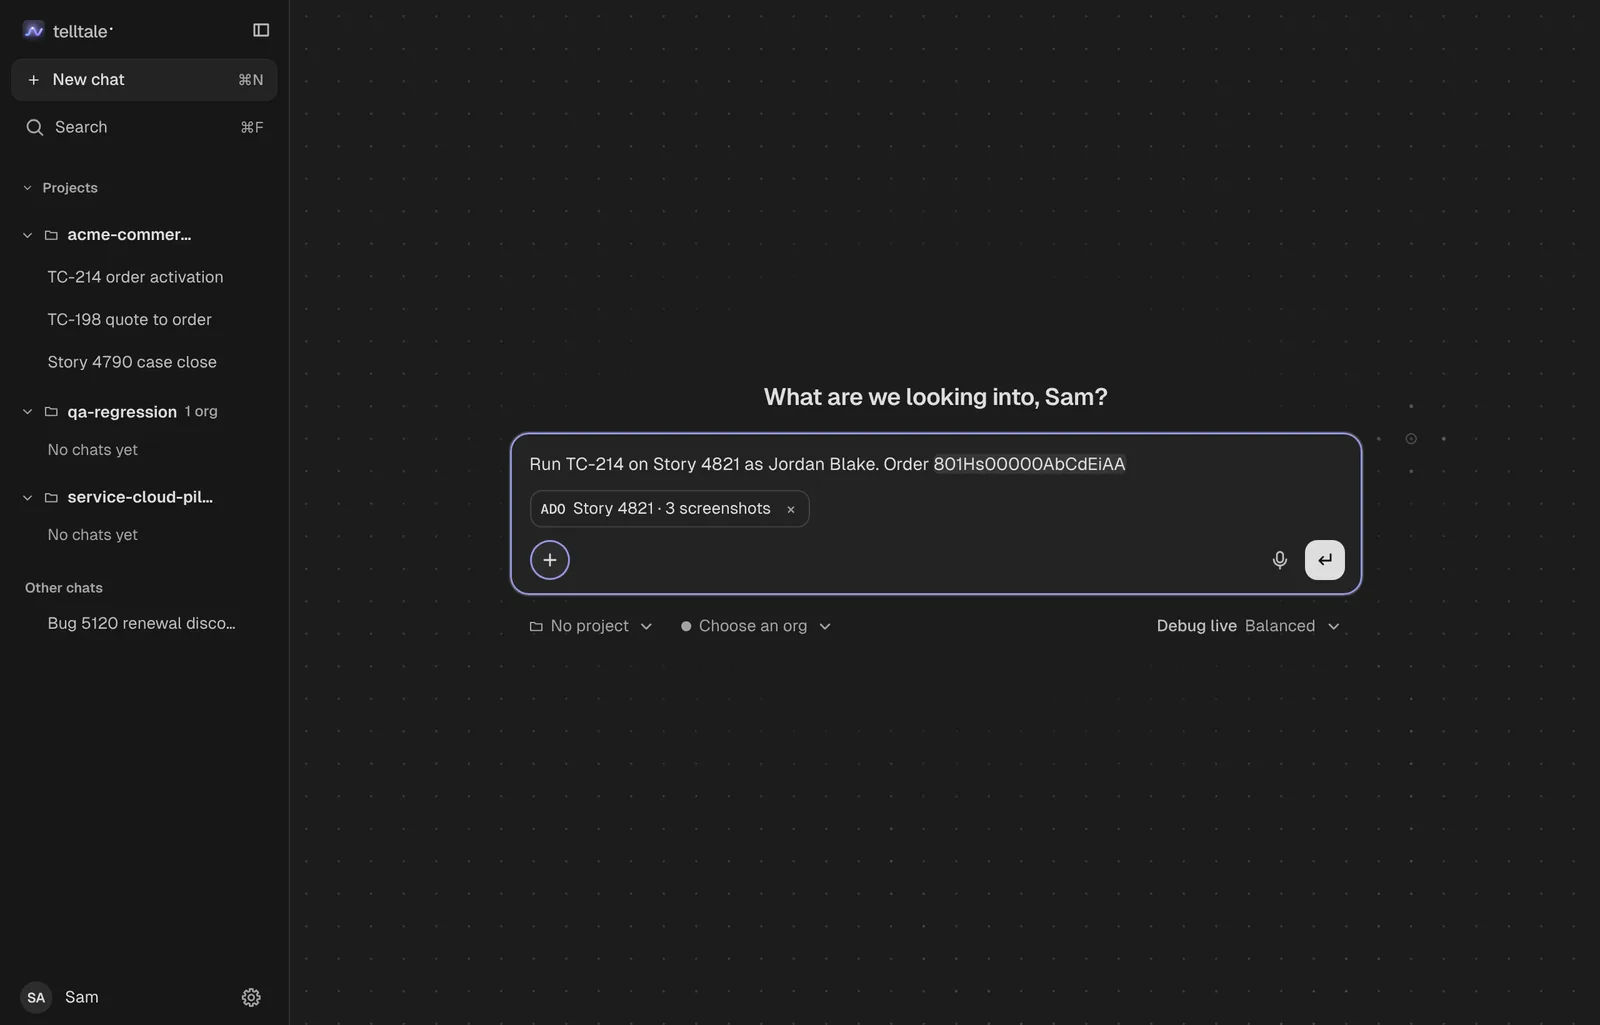 telltale
New chat ⌘N
Search ⌘F
Projects
acme-commer...
TC-214 order activation
TC-198 quote to order
Story 4790 case close
qa-regression 1 org
No chats yet
service-cloud-pil...
No chats yet
Other chats
Bug 5120 renewal disco...
SA Sam
What are we looking into, Sam?
Run TC-214 on Story 4821 as Jordan Blake. Order 801Hs00000AbCdEiAA
ADO Story 4821 · 3 screenshots ×
No project Choose an org Debug live Balanced